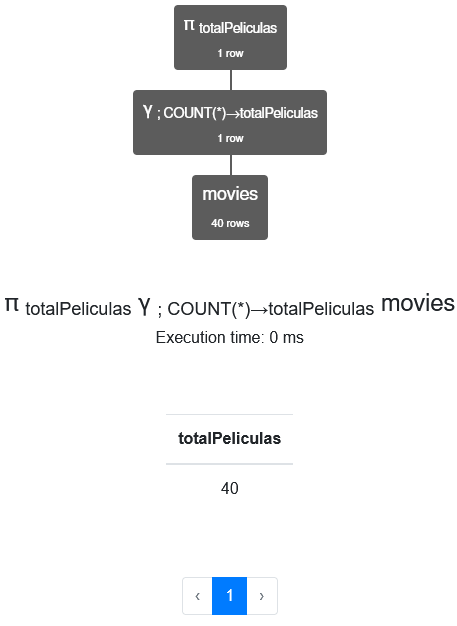 π totalPeliculas
1 row
γ ; COUNT(*)→totalPeliculas
1 row
movies
40 rows
π totalPeliculas γ ; COUNT(*)→totalPeliculas movies
Execution time: 0 ms
totalPeliculas
40
‹ 1 ›